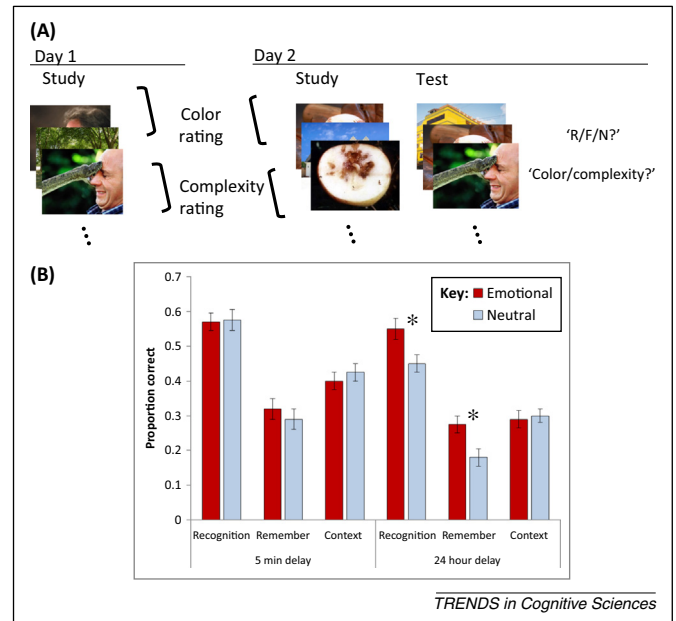 (A)
Day 1 Day 2
Study Study Test
Color
rating
'R/F/N?'
Complexity
rating
'Color/complexity?'
(B)
0.7
0.6
0.5
0.4
0.3
0.2
0.1
0
Proportion correct
Key: Emotional
Neutral
* *
Recognition Remember Context Recognition Remember Context
5 min delay 24 hour delay
TRENDS in Cognitive Sciences